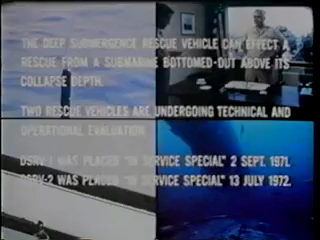 THE DEEP SUBMERGENCE RESCUE VEHICLE CAN EFFECT A
RESCUE FROM A SUBMARINE BOTTOMED-OUT ABOVE ITS
COLLAPSE DEPTH.
TWO RESCUE VEHICLES ARE UNDERGOING TECHNICAL AND
OPERATIONAL EVALUATION.
DSRV-1 WAS PLACED "IN SERVICE SPECIAL" 2 SEPT. 1971.
DSRV-2 WAS PLACED "IN SERVICE SPECIAL" 13 JULY 1972.